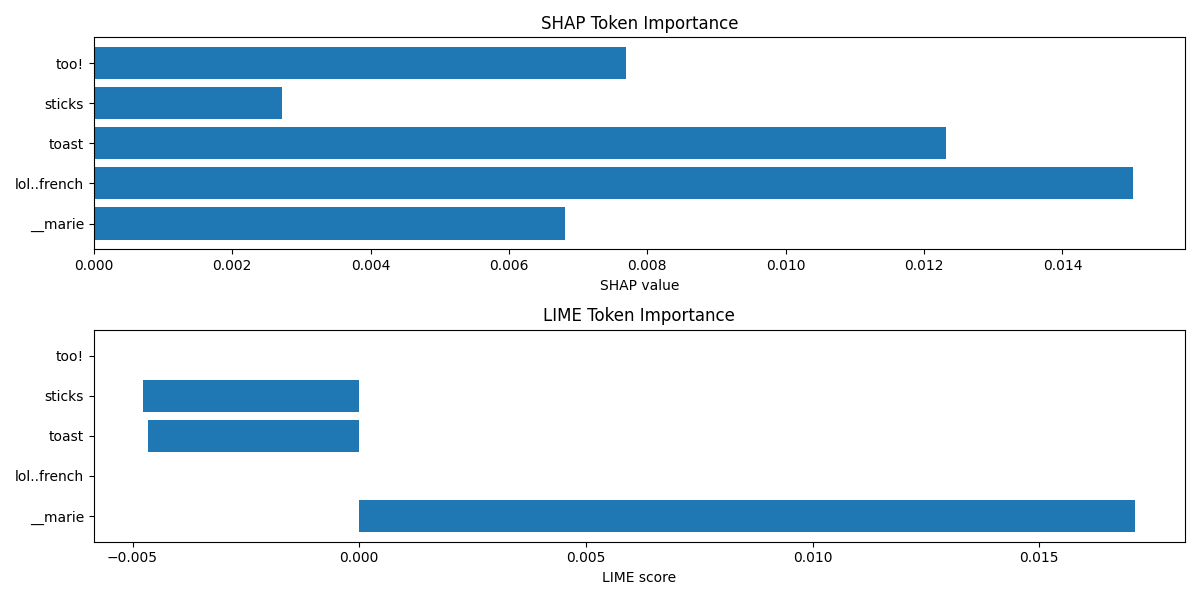 SHAP Token Importance
too!
sticks
toast
lol..french
__marie
0.000 0.002 0.004 0.006 0.008 0.010 0.012 0.014
SHAP value
LIME Token Importance
too!
sticks
toast
lol..french
__marie
−0.005 0.000 0.005 0.010 0.015
LIME score